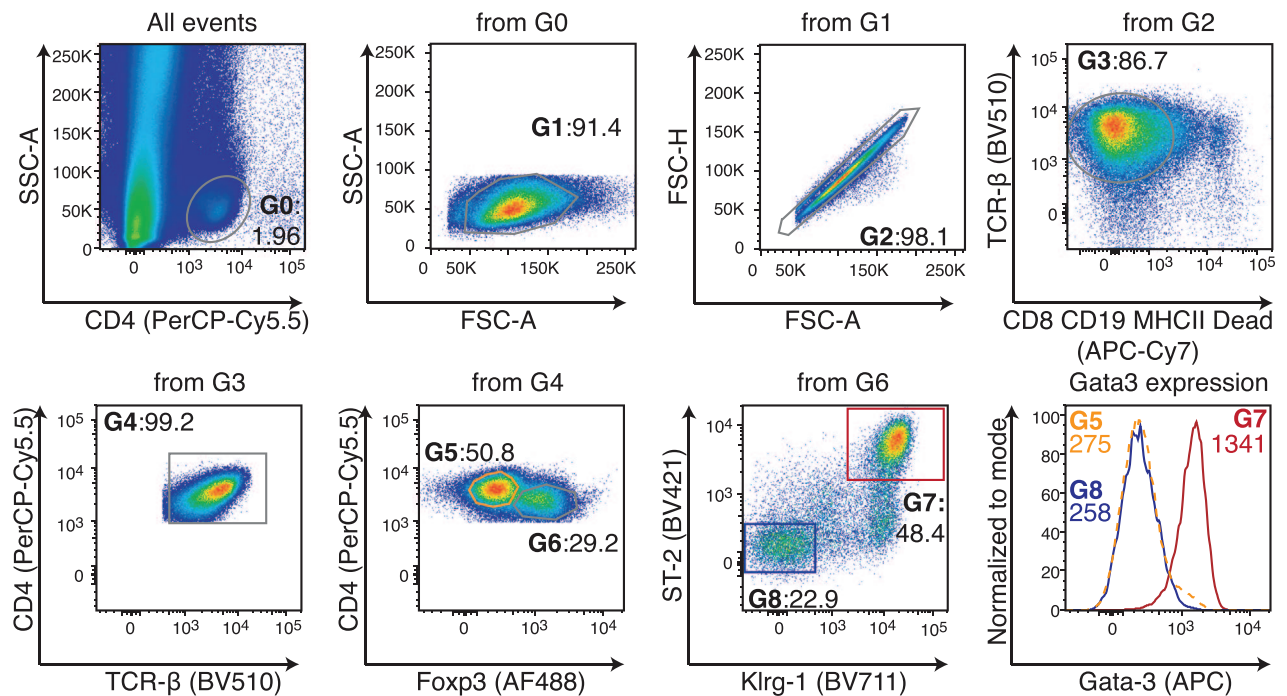 All events
SSC-A
250K
200K
150K
100K
50K
0
G0:
1.96
0 10³ 10⁴ 10⁵
CD4 (PerCP-Cy5.5)
from G0
SSC-A
250K
200K
150K
100K
50K
0
G1:91.4
0 50K 150K 250K
FSC-A
from G1
FSC-H
250K
200K
150K
100K
50K
0
G2:98.1
0 50K 150K 250K
FSC-A
from G2
TCR-β (BV510)
10⁵
10⁴
10³
0
G3:86.7
0 10³ 10⁴ 10⁵
CD8 CD19 MHCII Dead
(APC-Cy7)
from G3
CD4 (PerCP-Cy5.5)
10⁵
10⁴
10³
0
G4:99.2
0 10³ 10⁴ 10⁵
TCR-β (BV510)
from G4
CD4 (PerCP-Cy5.5)
10⁵
10⁴
10³
0
G5:50.8
G6:29.2
0 10³ 10⁴
Foxp3 (AF488)
from G6
ST-2 (BV421)
10⁴
10³
0
G7:
48.4
G8:22.9
0 10³ 10⁴ 10⁵
Klrg-1 (BV711)
Gata3 expression
Normalized to mode
100
80
60
40
20
0
G5
275
G7
1341
G8
258
0 10³ 10⁴
Gata-3 (APC)